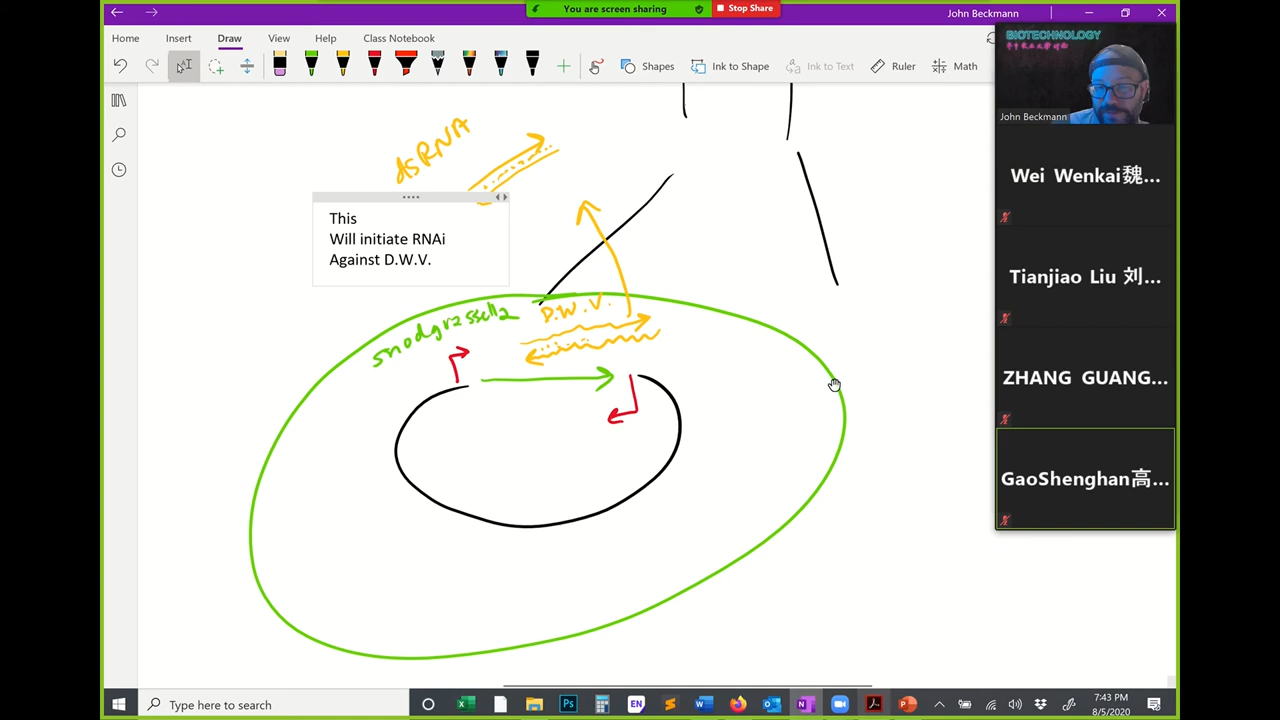 You are screen sharing
Stop Share
John Beckmann
Home Insert Draw View Help Class Notebook
Shapes Ink to Shape Ink to Text Ruler Math
BIOTECHNOLOGY
John Beckmann
Wei Wenkai魏...
Tianjiao Liu 刘...
ZHANG GUANG...
GaoShenghan高...
dsRNA
This
Will initiate RNAi
Against D.W.V.
D.W.V.
snodgrassella
Type here to search
EN
7:43 PM
8/5/2020